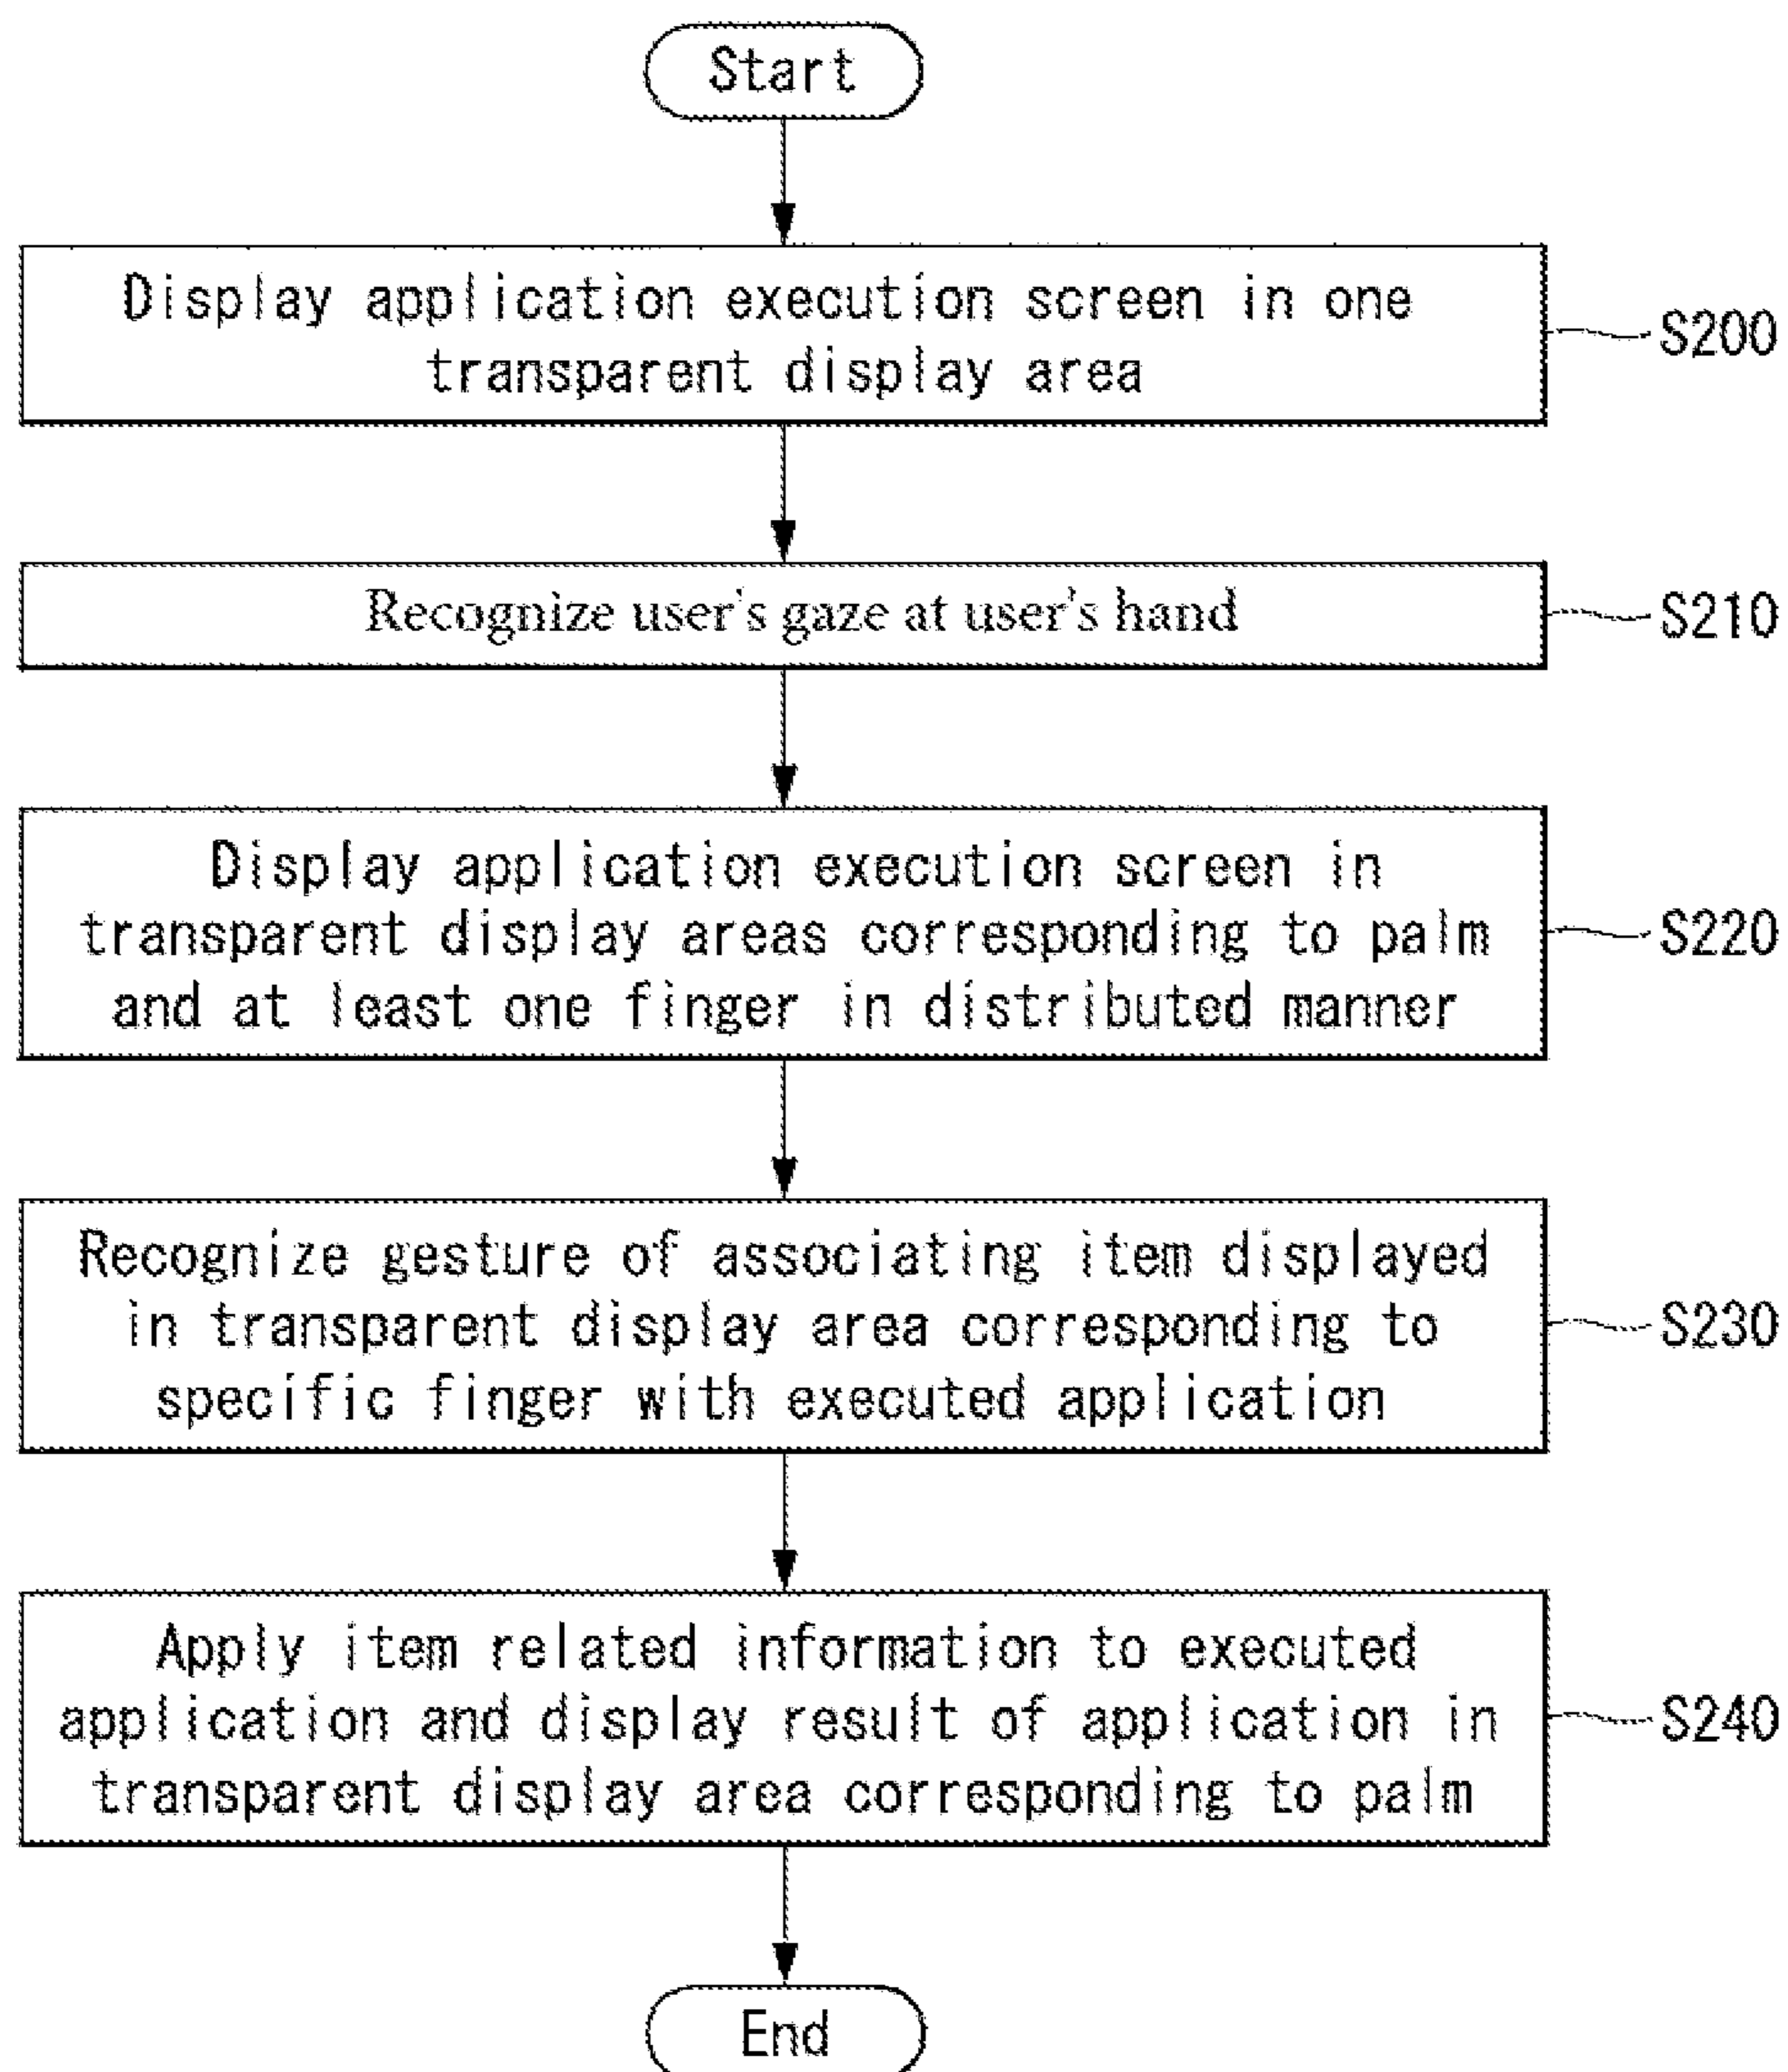 Start
Display application execution screen in one
transparent display area
S200
Recognize user's gaze at user's hand
S210
Display application execution screen in
transparent display areas corresponding to palm
and at least one finger in distributed manner
S220
Recognize gesture of associating item displayed
in transparent display area corresponding to
specific finger with executed application
S230
Apply item related information to executed
application and display result of application in
transparent display area corresponding to palm
S240
End